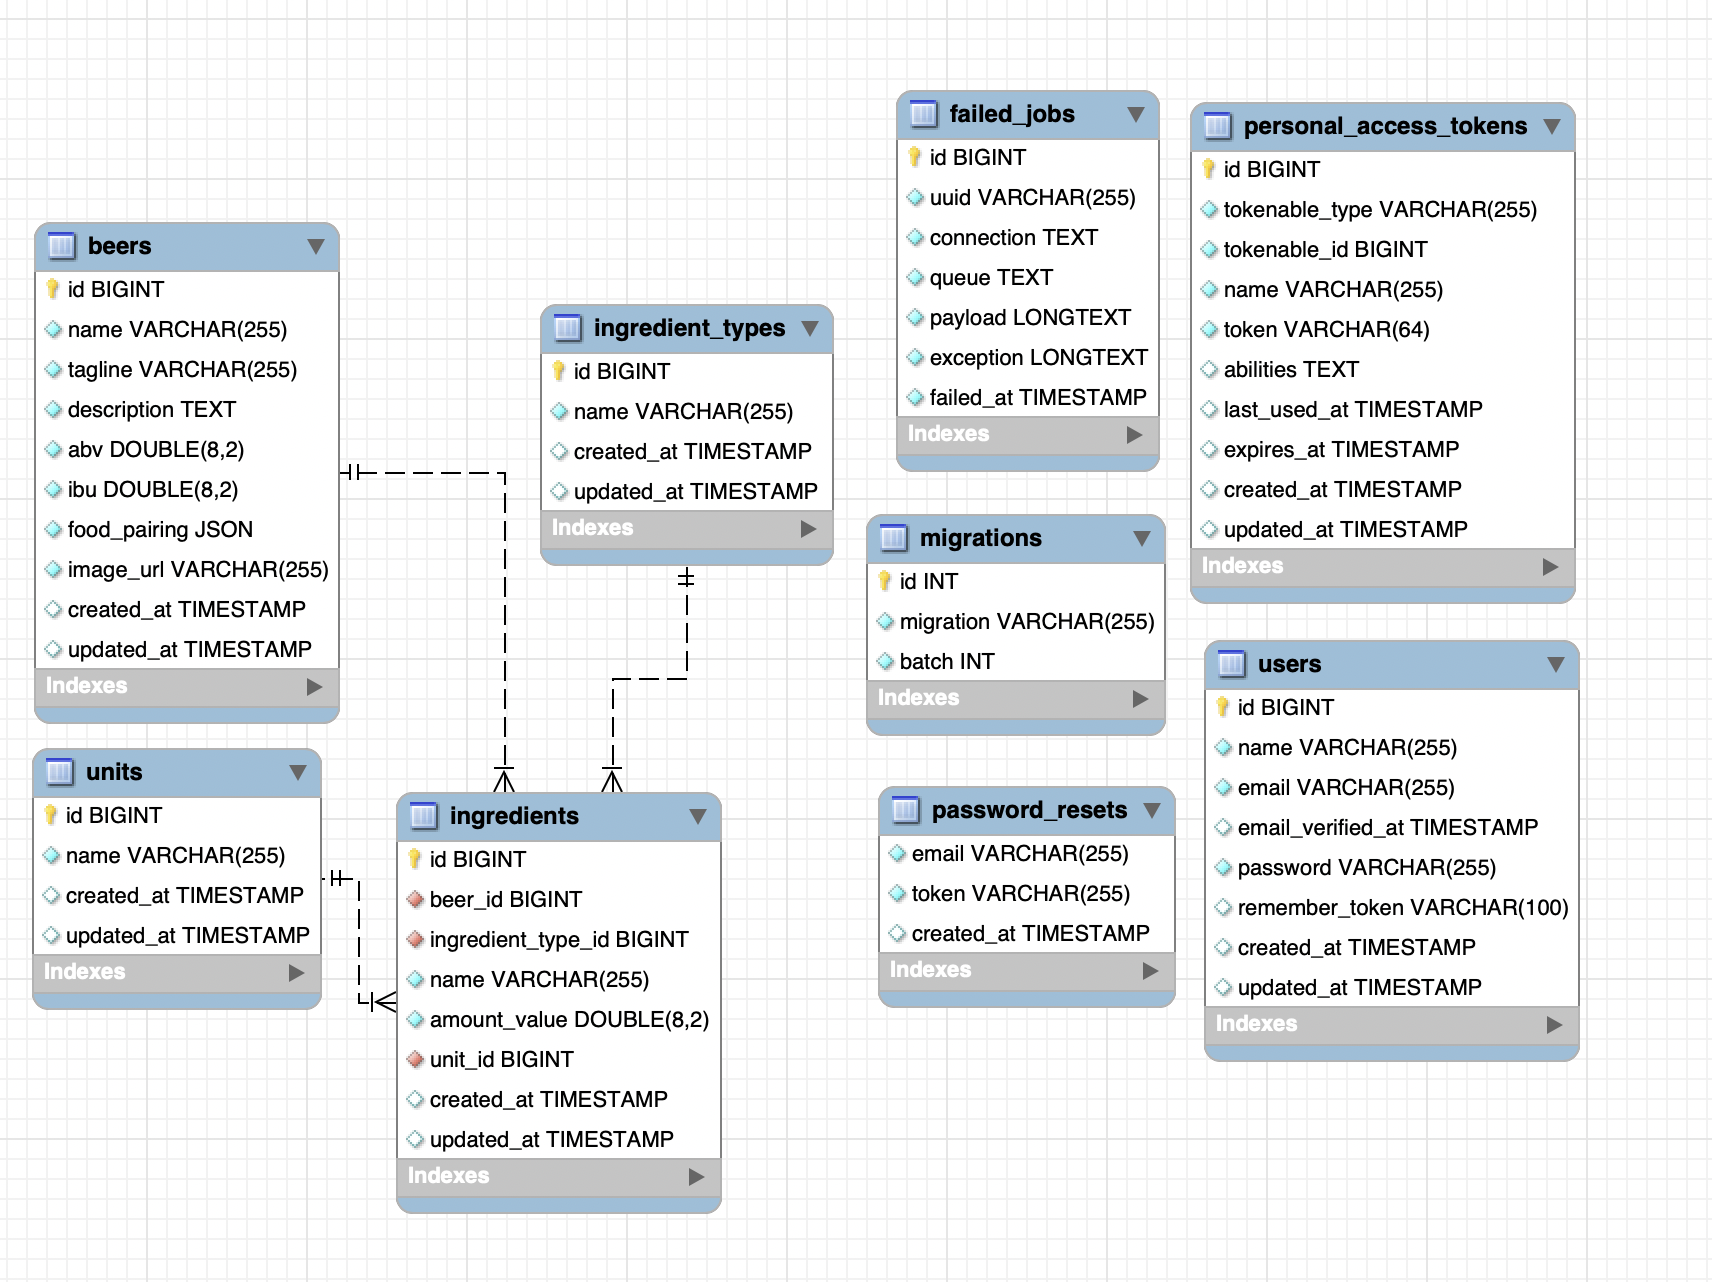 beers
id BIGINT
name VARCHAR(255)
tagline VARCHAR(255)
description TEXT
abv DOUBLE(8,2)
ibu DOUBLE(8,2)
food_pairing JSON
image_url VARCHAR(255)
created_at TIMESTAMP
updated_at TIMESTAMP
Indexes
units
id BIGINT
name VARCHAR(255)
created_at TIMESTAMP
updated_at TIMESTAMP
Indexes
ingredient_types
id BIGINT
name VARCHAR(255)
created_at TIMESTAMP
updated_at TIMESTAMP
Indexes
ingredients
id BIGINT
beer_id BIGINT
ingredient_type_id BIGINT
name VARCHAR(255)
amount_value DOUBLE(8,2)
unit_id BIGINT
created_at TIMESTAMP
updated_at TIMESTAMP
Indexes
failed_jobs
id BIGINT
uuid VARCHAR(255)
connection TEXT
queue TEXT
payload LONGTEXT
exception LONGTEXT
failed_at TIMESTAMP
Indexes
migrations
id INT
migration VARCHAR(255)
batch INT
Indexes
password_resets
email VARCHAR(255)
token VARCHAR(255)
created_at TIMESTAMP
Indexes
personal_access_tokens
id BIGINT
tokenable_type VARCHAR(255)
tokenable_id BIGINT
name VARCHAR(255)
token VARCHAR(64)
abilities TEXT
last_used_at TIMESTAMP
expires_at TIMESTAMP
created_at TIMESTAMP
updated_at TIMESTAMP
Indexes
users
id BIGINT
name VARCHAR(255)
email VARCHAR(255)
email_verified_at TIMESTAMP
password VARCHAR(255)
remember_token VARCHAR(100)
created_at TIMESTAMP
updated_at TIMESTAMP
Indexes